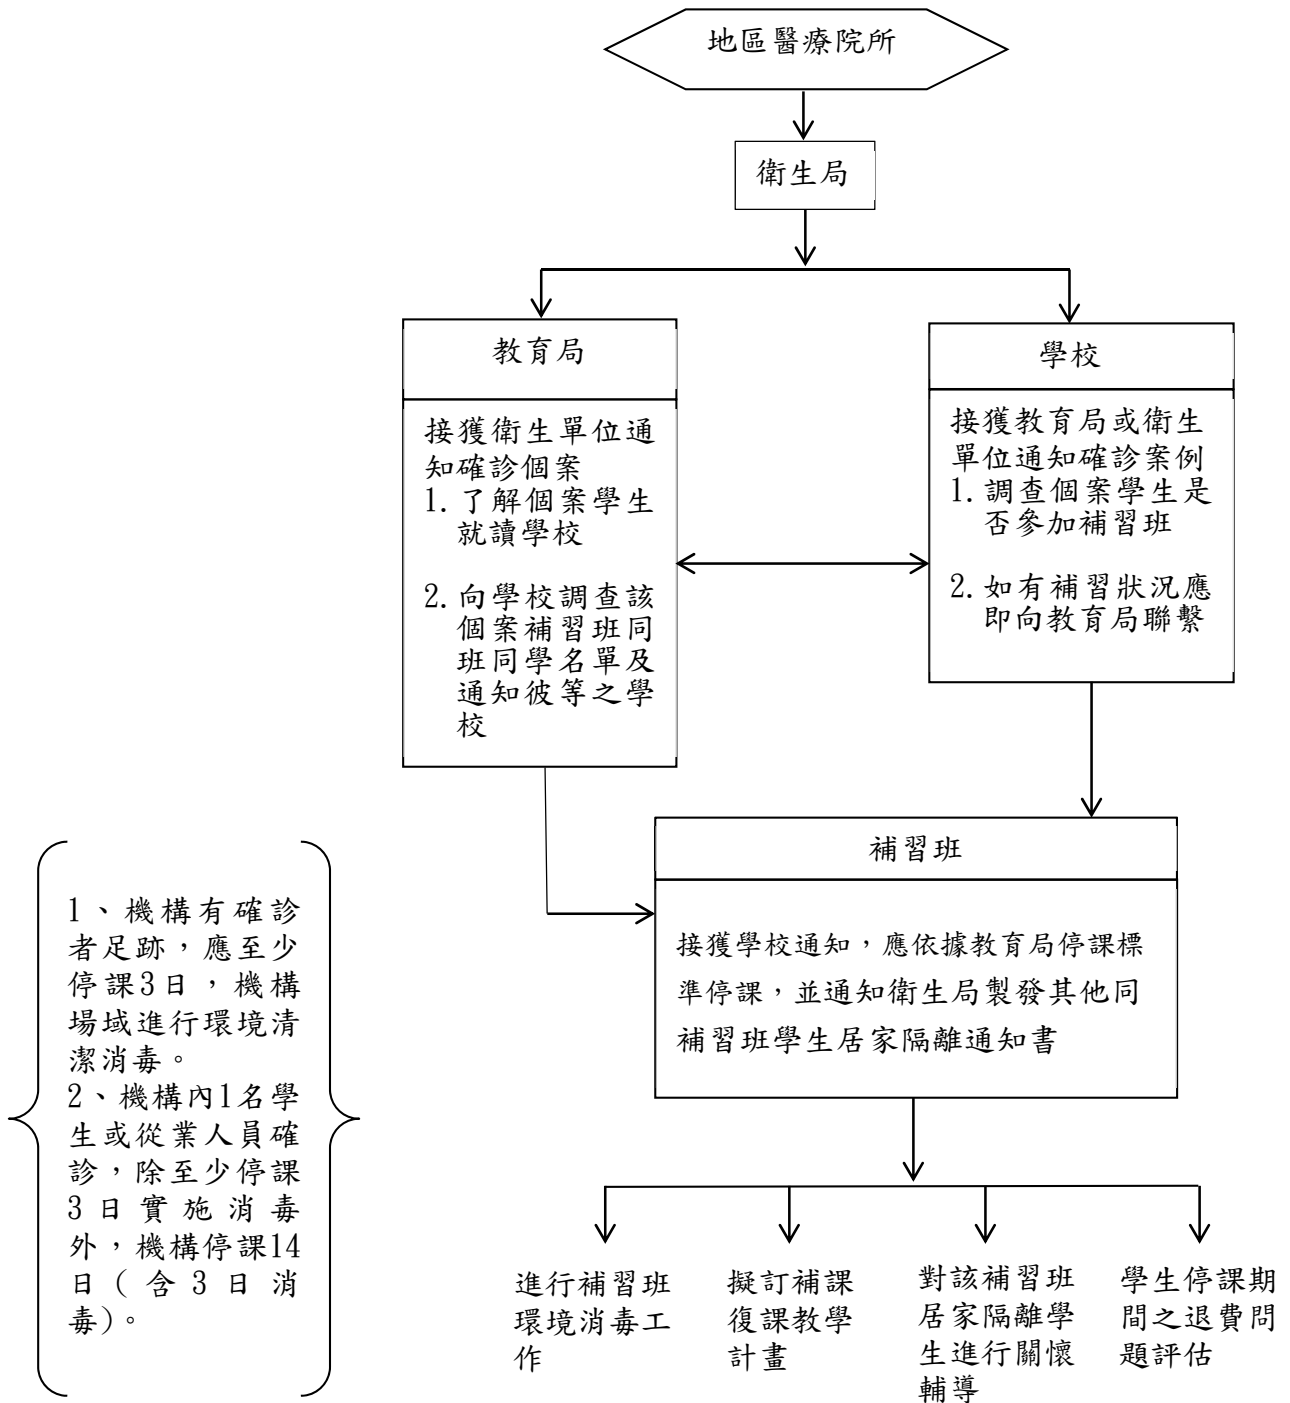 地區醫療院所
衛生局
教育局
接獲衛生單位通
知確診個案
1. 了解個案學生
就讀學校
2. 向學校調查該
個案補習班同
班同學名單及
通知彼等之學
校
學校
接獲教育局或衛生
單位通知確診案例
1. 調查個案學生是
否參加補習班
2. 如有補習狀況應
即向教育局聯繫
補習班
接獲學校通知，應依據教育局停課標
準停課，並通知衛生局製發其他同
補習班學生居家隔離通知書
1、機構有確診
者足跡，應至少
停課3日，機構
場域進行環境清
潔消毒。
2、機構內1名學
生或從業人員確
診，除至少停課
3日實施消毒
外，機構停課14
日(含3日消
毒)。
進行補習班
環境消毒工
作
擬訂補課
復課教學
計畫
對該補習班
居家隔離學
生進行關懷
輔導
學生停課期
間之退費問
題評估